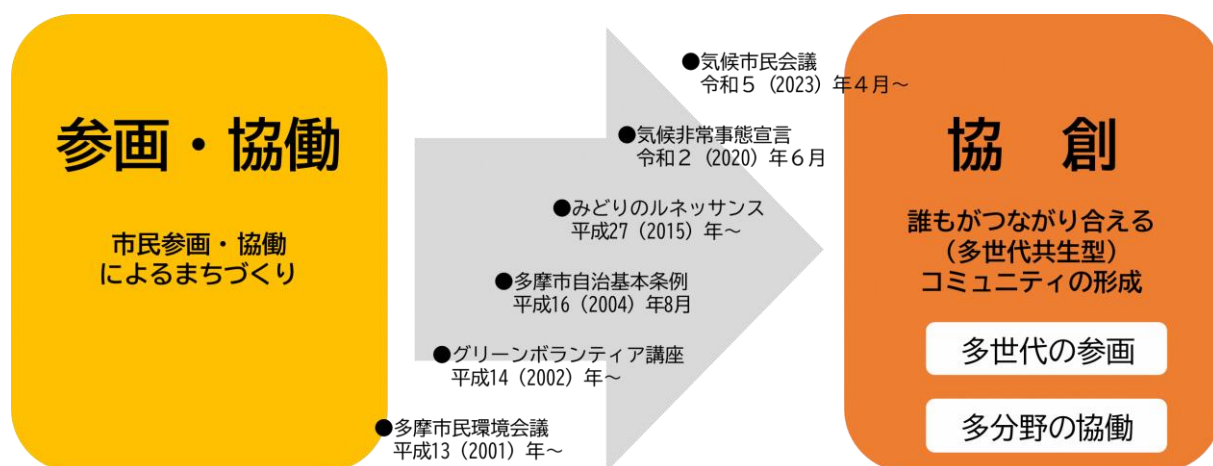 参画・協働
市民参画・協働
によるまちづくり
●気候市民会議
令和５（2023）年４月～
●気候非常事態宣言
令和２（2020）年６月
●みどりのルネッサンス
平成27（2015）年～
●多摩市自治基本条例
平成16（2004）年8月
●グリーンボランティア講座
平成14（2002）年～
●多摩市民環境会議
平成13（2001）年～
協　創
誰もがつながり合える
（多世代共生型）
コミュニティの形成
多世代の参画
多分野の協働